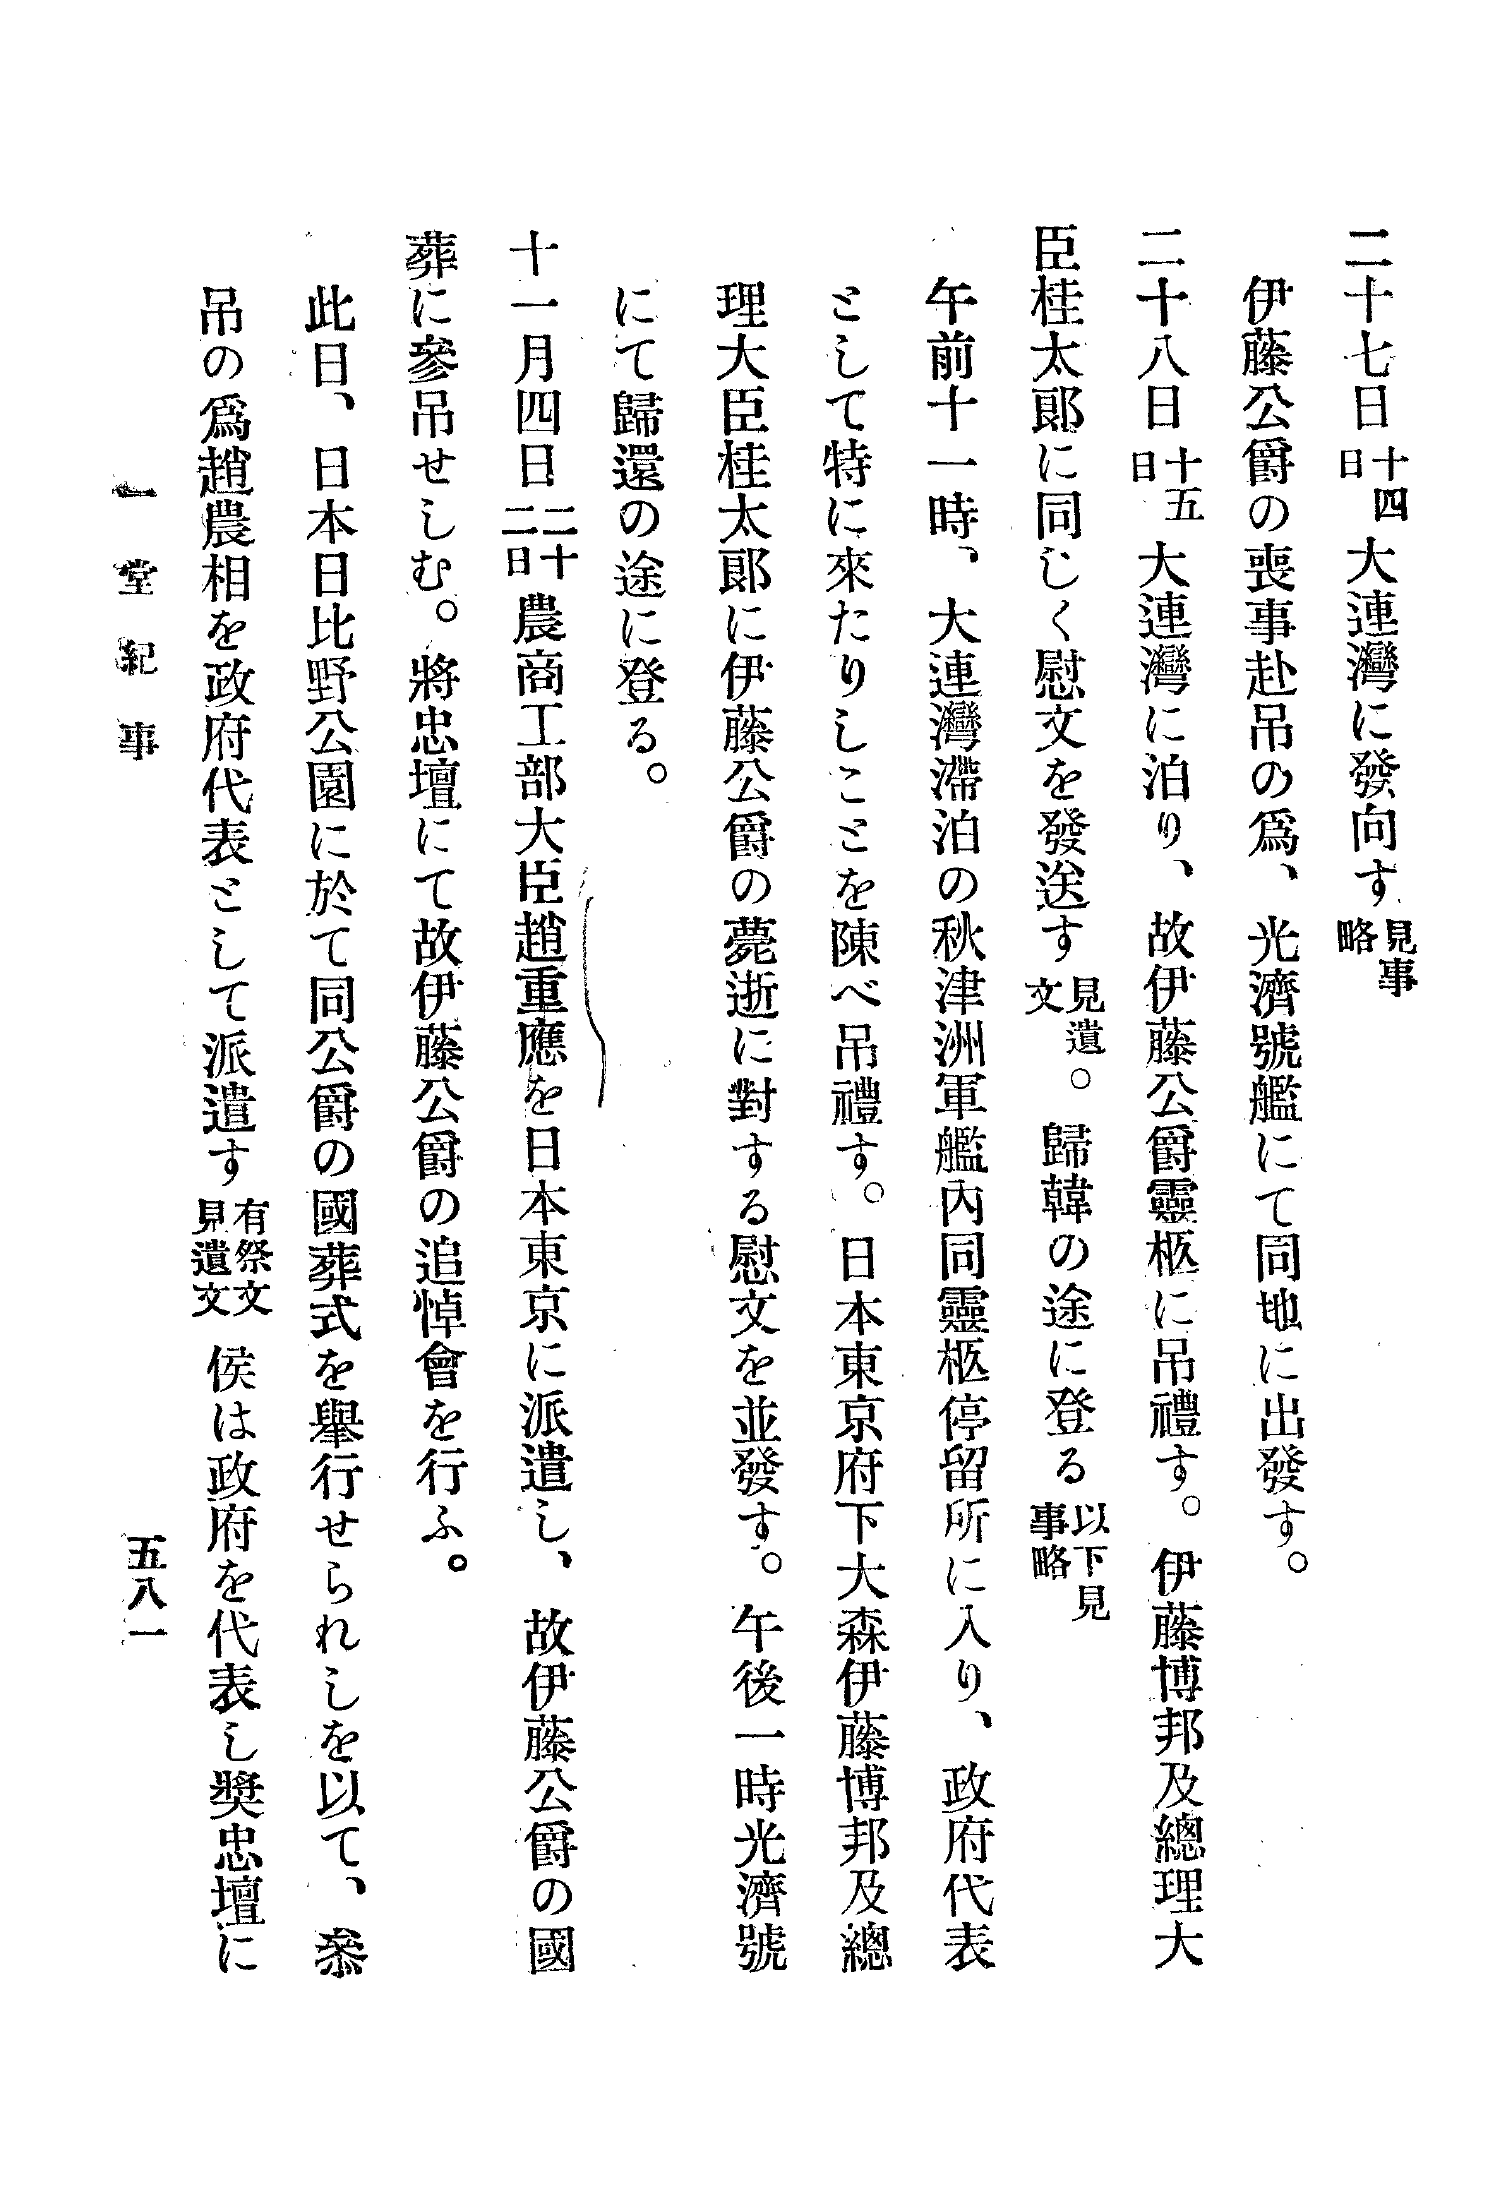 二十七日十四日大連灣に發向す見事略
伊藤公爵の喪事赴吊の爲、光濟號艦にて同地に出發す。
二十八日十五日大連灣に泊り、故伊藤公爵靈柩に吊禮す。伊藤博邦及總理大
臣桂太郞に同じく慰文を發送す見遺文。歸韓の途に登る以下見事略
午前十一時、大連灣滯泊の秋津洲軍艦內同靈柩停留所に入り、政府代表
として特に來たりしことを陳べ吊禮す。日本東京府下大森伊藤博邦及總
理大臣桂太郞に伊藤公爵の薨逝に對する慰文を並發す。午後一時光濟號
にて歸還の途に登る。
十一月四日二十二日農商工部大臣趙重應を日本東京に派遣し、故伊藤公爵の國
葬に參吊せしむ。將忠壇にて故伊藤公爵の追悼會を行ふ。
此日、日本日比野公園に於て同公爵の國葬式を舉行せられしを以て、叅
吊の爲趙農相を政府代表として派遣す有祭文見遺文侯は政府を代表し奬忠壇に
一堂紀事
五八一